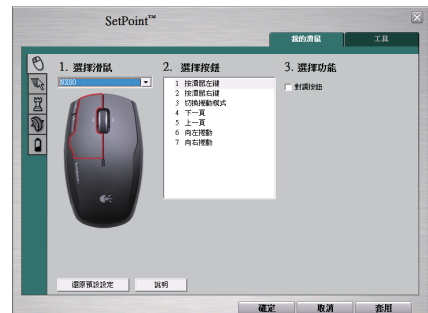 SetPoint™
我的滑鼠
工具
1. 選擇滑鼠
NX80
2. 選擇按鈕
1 按滑鼠左鍵
2 按滑鼠右鍵
3 切換捲動模式
4 下一頁
5 上一頁
6 向左捲動
7 向右捲動
3. 選擇功能
對調按鈕
還原預設設定
說明
確定
取消
套用